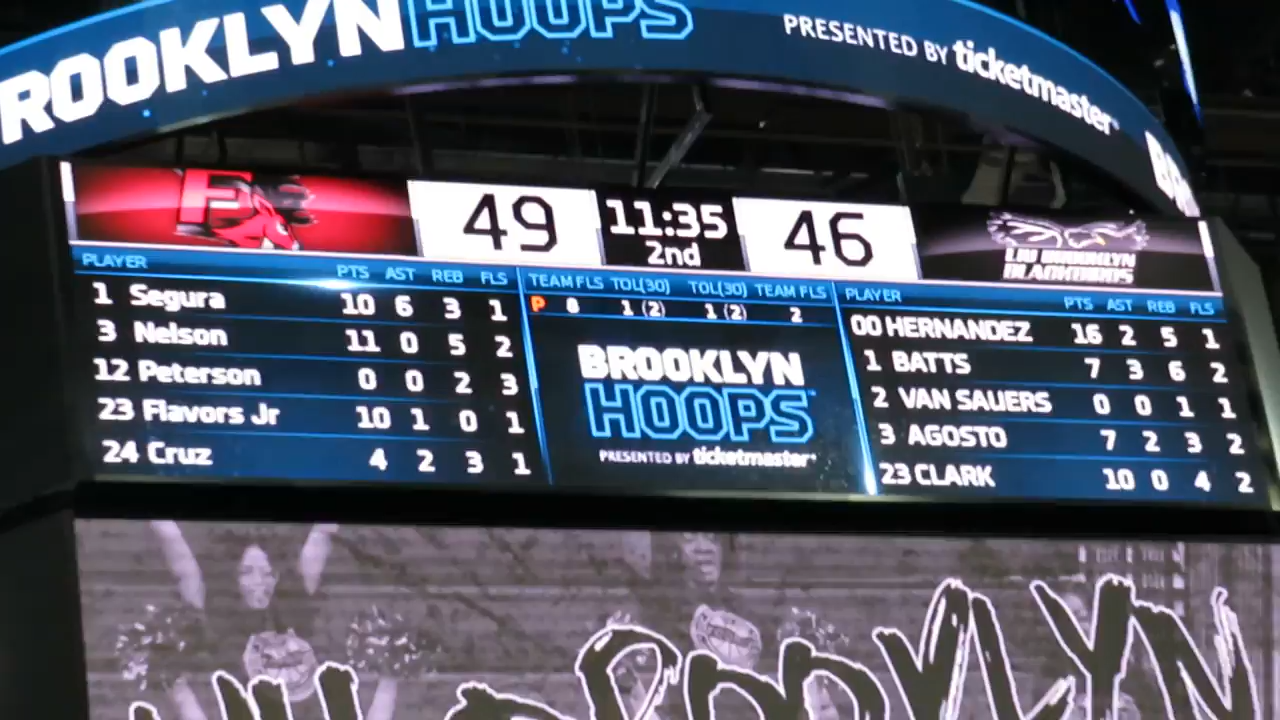 ROOKLYN HOOPS PRESENTED BY ticketmaster
49 11:35 46
2nd
LIU BROOKLYN
BLACKBIRDS
PLAYER PTS AST REB FLS
1 Segura 10 6 3 1
3 Nelson 11 0 5 2
12 Peterson 0 0 2 3
23 Flavors Jr 10 1 0 1
24 Cruz 4 2 3 1
TEAM FLS TOL(30) TOL(30) TEAM FLS
P 8 1 (2) 1 (2) 2
BROOKLYN
HOOPS
PRESENTED BY ticketmaster
PLAYER PTS AST REB FLS
00 HERNANDEZ 16 2 5 1
1 BATTS 7 3 6 2
2 VAN SAUERS 0 0 1 1
3 AGOSTO 7 2 3 2
23 CLARK 10 0 4 2